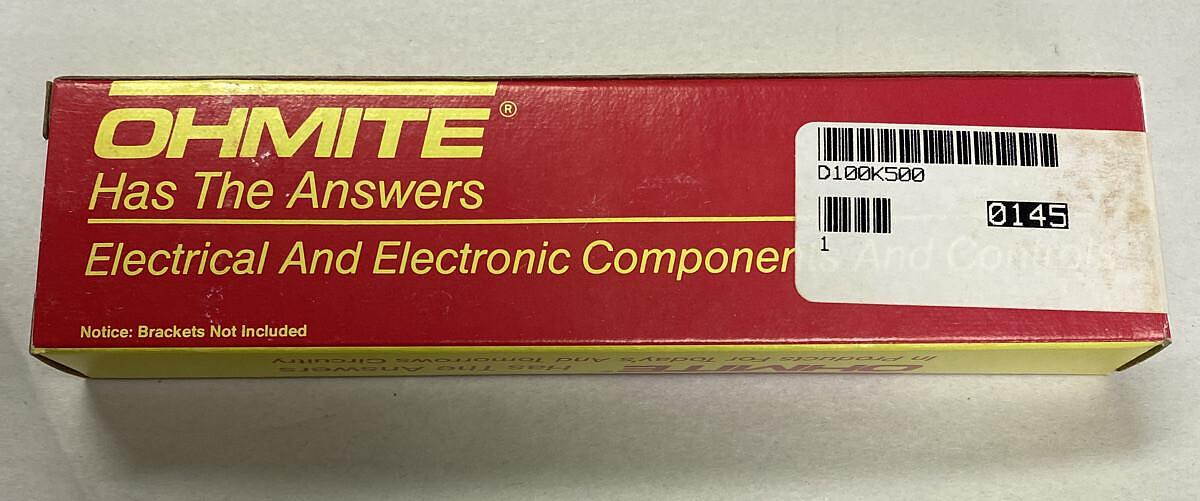 OHMITE®
Has The Answers
Electrical And Electronic Components And Controls
Notice: Brackets Not Included
D100K500
0145
1
OHMITE Has The Answers
In Products For Today's And Tomorrows Circuitry